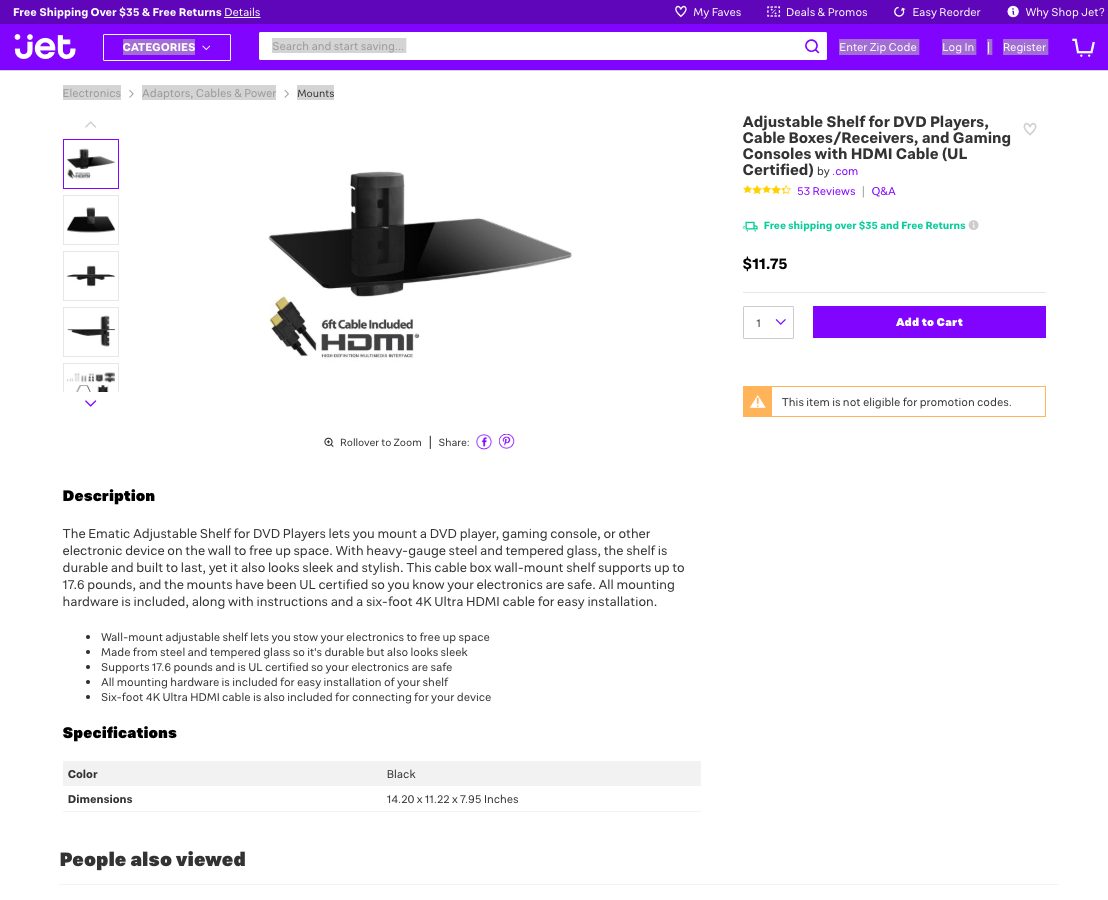 Free Shipping Over $35 & Free Returns Details
My Faves
Deals & Promos
Easy Reorder
Why Shop Jet?
jet
CATEGORIES
Search and start saving...
Enter Zip Code
Log In | Register
Electronics > Adaptors, Cables & Power > Mounts
Adjustable Shelf for DVD Players,
Cable Boxes/Receivers, and Gaming
Consoles with HDMI Cable (UL
Certified) by .com
53 Reviews | Q&A
Free shipping over $35 and Free Returns
$11.75
1
Add to Cart
This item is not eligible for promotion codes.
6ft Cable Included
HDMI
HIGH-DEFINITION MULTIMEDIA INTERFACE
Rollover to Zoom | Share:
Description
The Ematic Adjustable Shelf for DVD Players lets you mount a DVD player, gaming console, or other
electronic device on the wall to free up space. With heavy-gauge steel and tempered glass, the shelf is
durable and built to last, yet it also looks sleek and stylish. This cable box wall-mount shelf supports up to
17.6 pounds, and the mounts have been UL certified so you know your electronics are safe. All mounting
hardware is included, along with instructions and a six-foot 4K Ultra HDMI cable for easy installation.
• Wall-mount adjustable shelf lets you stow your electronics to free up space
• Made from steel and tempered glass so it's durable but also looks sleek
• Supports 17.6 pounds and is UL certified so your electronics are safe
• All mounting hardware is included for easy installation of your shelf
• Six-foot 4K Ultra HDMI cable is also included for connecting for your device
Specifications
Color Black
Dimensions 14.20 x 11.22 x 7.95 Inches
People also viewed